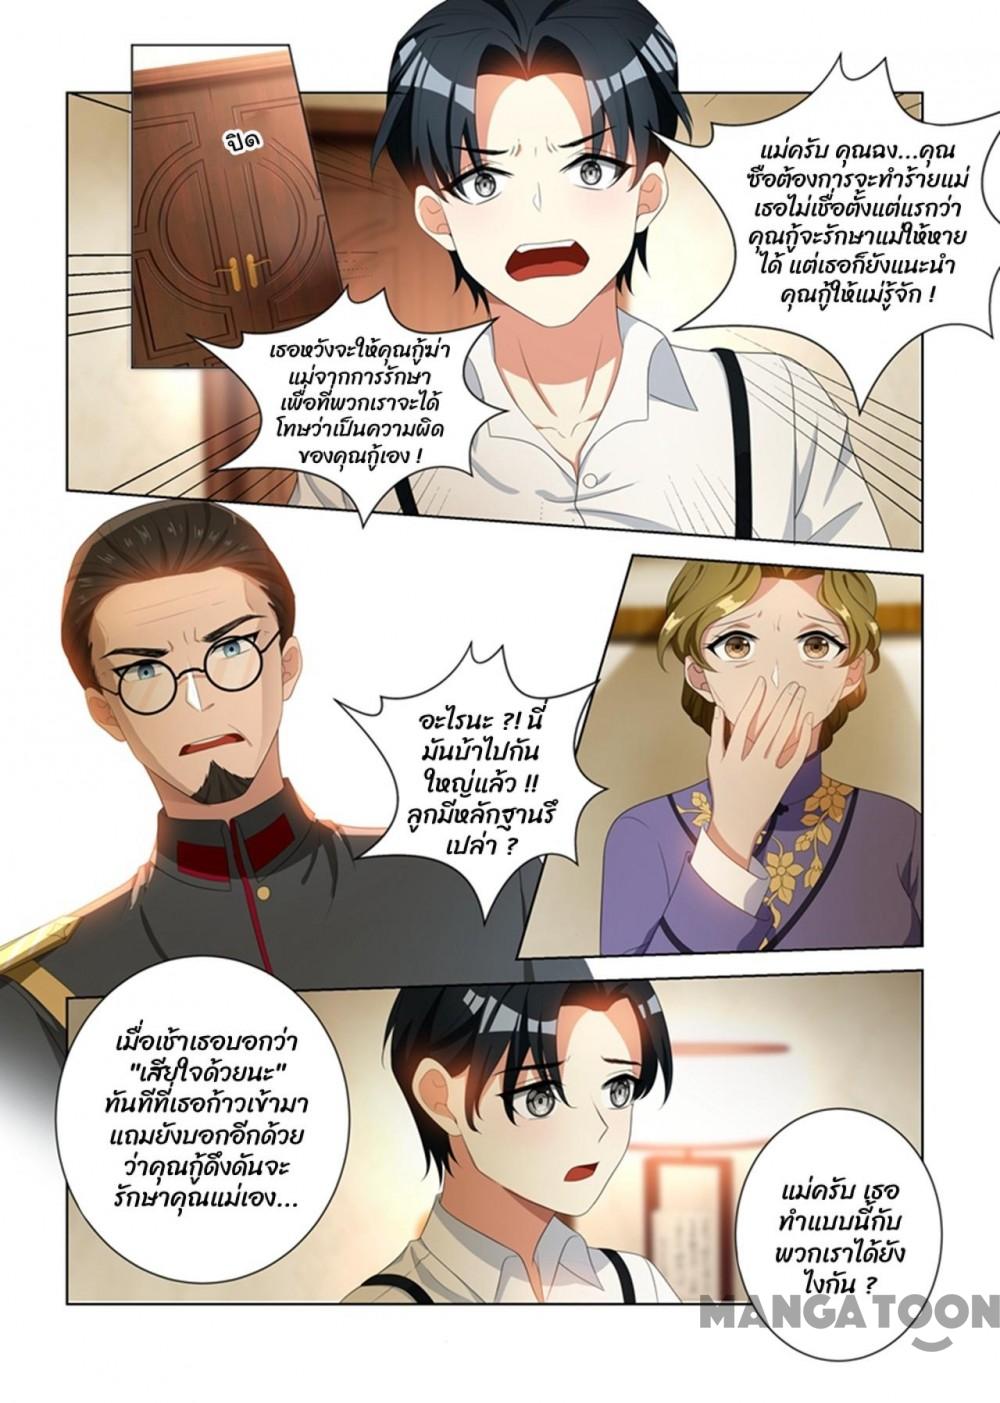 ปิด
แม่ครับ คุณฉง...คุณ
ซือต้องการจะทำร้ายแม่
เธอไม่เชื่อตั้งแต่แรกว่า
คุณกู้จะรักษาแม่ให้หาย
ได้ แต่เธอก็ยังแนะนำ
คุณกู้ให้แม่รู้จัก !
เธอหวังจะให้คุณกู้ฆ่า
แม่จากการรักษา
เพื่อที่พวกเราจะได้
โทษว่าเป็นความผิด
ของคุณกู้เอง !
อะไรนะ ?! นี่
มันบ้าไปกัน
ใหญ่แล้ว !!
ลูกมีหลักฐานรึ
เปล่า ?
เมื่อเช้าเธอบอกว่า
"เสียใจด้วยนะ"
ทันทีที่เธอก้าวเข้ามา
แถมยังบอกอีกด้วย
ว่าคุณกู้ดึงดันจะ
รักษาคุณแม่เอง...
แม่ครับ เธอ
ทำแบบนี้กับ
พวกเราได้ยัง
ไงกัน ?
MANGATOON